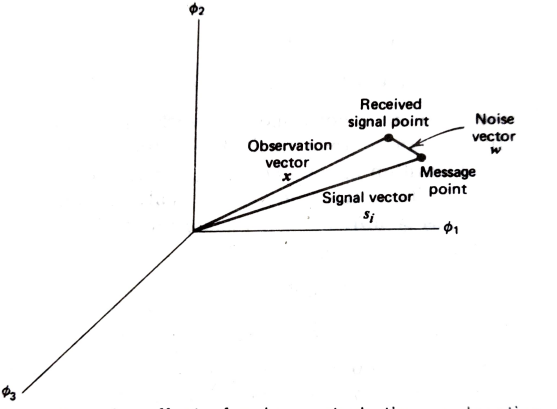 ϕ2
Received
signal point
Noise
vector
w
Observation
vector
x
Message
point
Signal vector
si
ϕ1
ϕ3